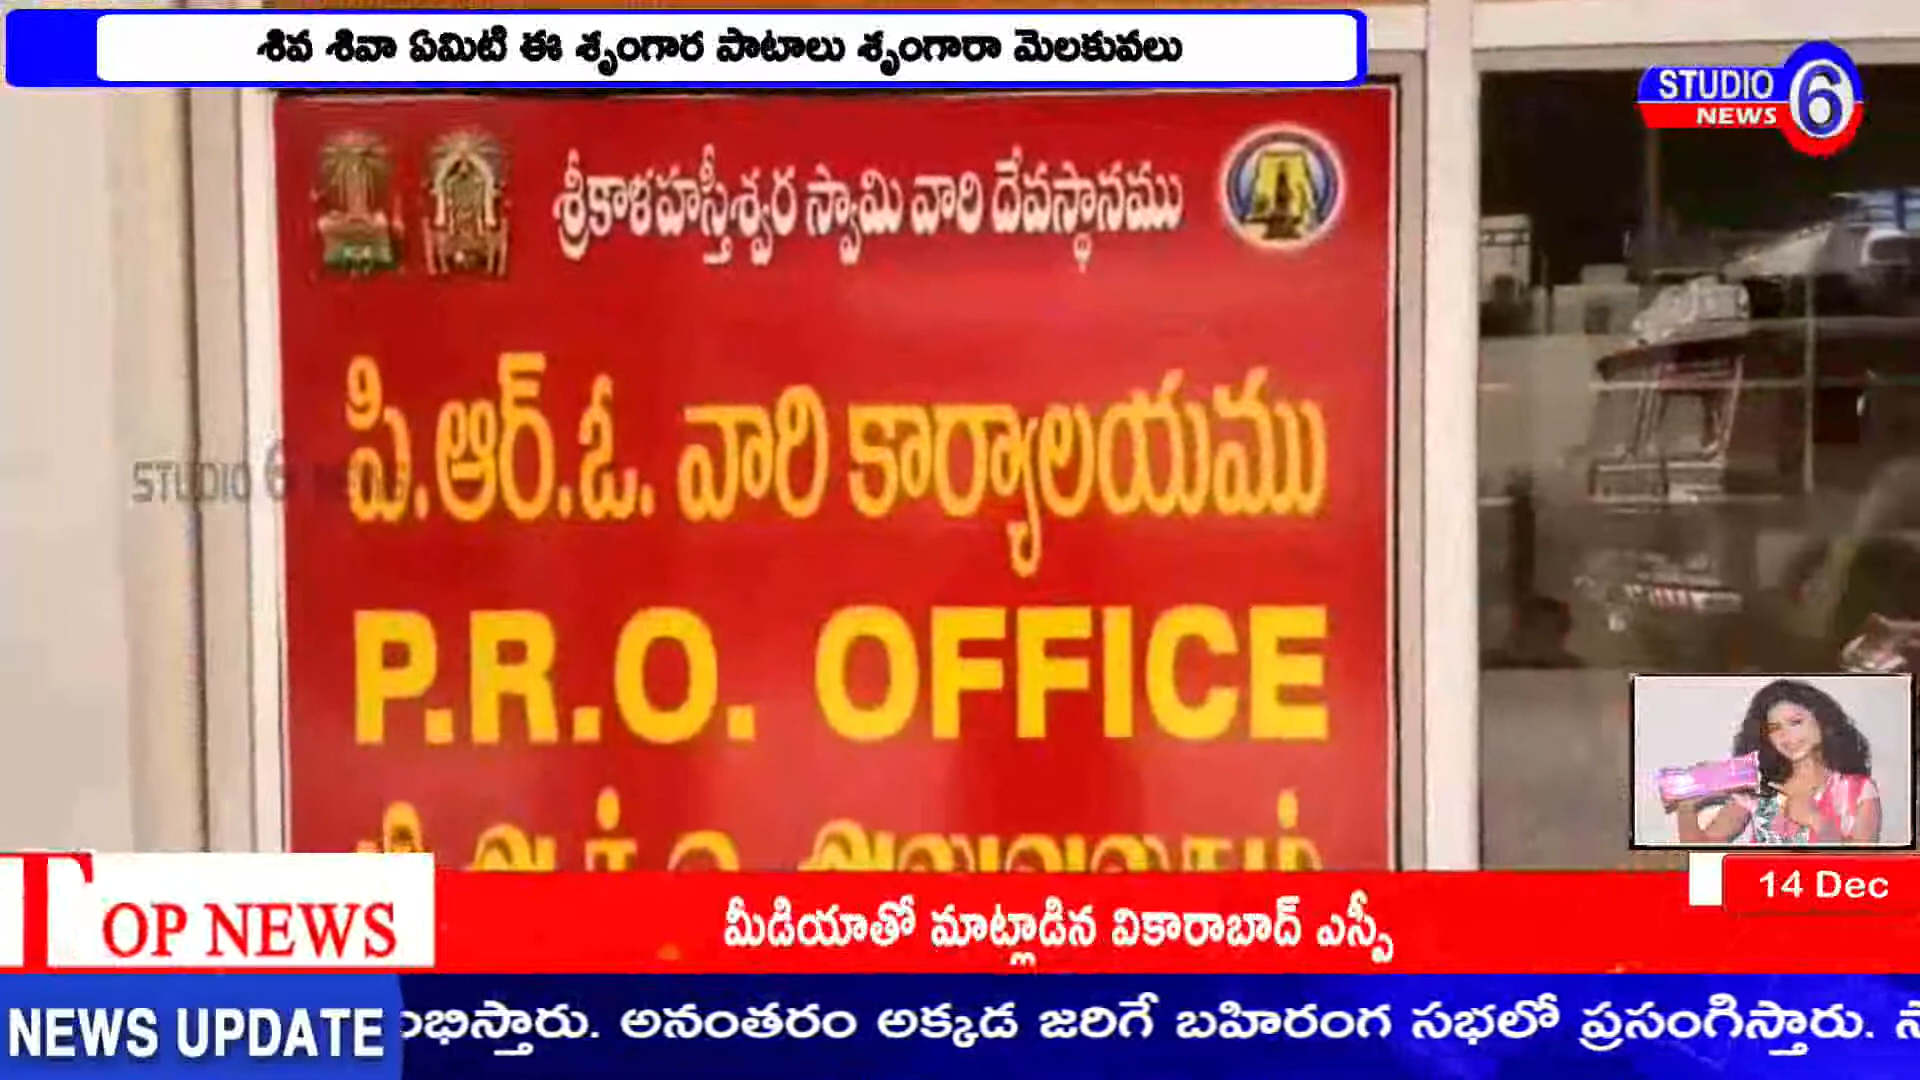 శివ శివా ఏమిటి ఈ శృంగార పాటాలు శృంగారా మెలకువలు
STUDIO 6
NEWS
శ్రీకాళహస్తీశ్వర స్వామి వారి దేవస్థానము
పి.ఆర్.ఓ. వారి కార్యాలయము
STUDIO 6 NEWS
P.R.O. OFFICE
14 Dec
TOP NEWS
మీడియాతో మాట్లాడిన వికారాబాద్ ఎస్పీ
NEWS UPDATE
అనంతరం అక్కడ జరిగే బహిరంగ సభలో ప్రసంగిస్తారు.